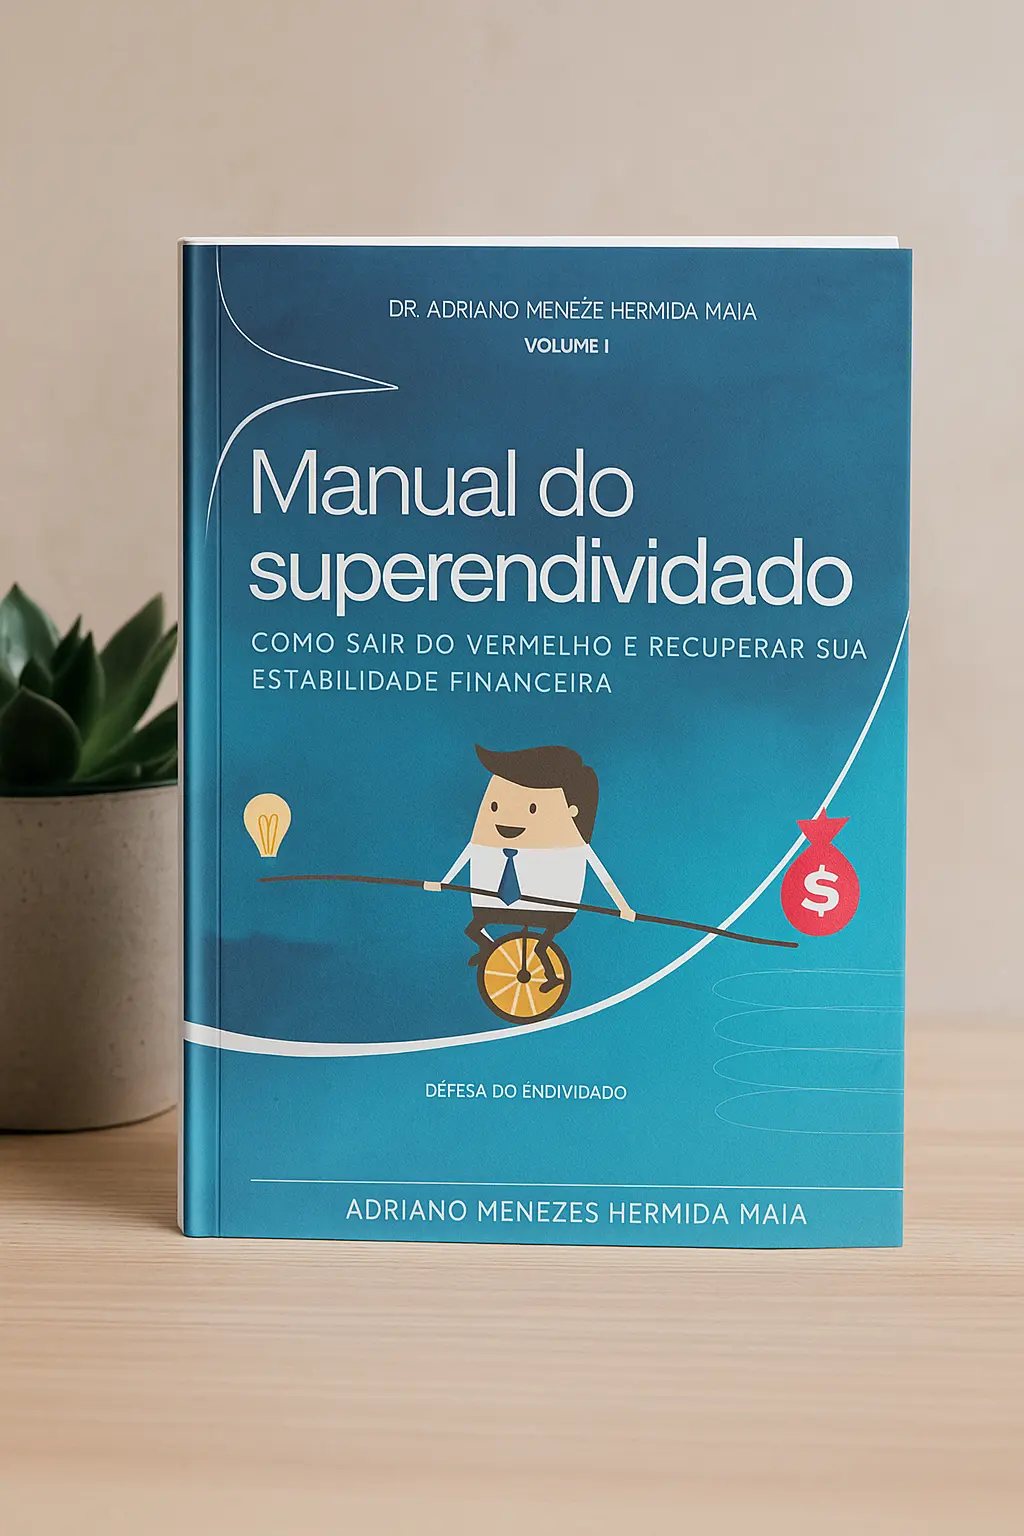 DR. ADRIANO MENEŹE HERMIDA MAIA
VOLUME I
Manual do
superendividado
COMO SAIR DO VERMELHO E RECUPERAR SUA
ESTABILIDADE FINANCEIRA
$
DÉFESA DO ÉNDIVIDADO
ADRIANO MENEZES HERMIDA MAIA